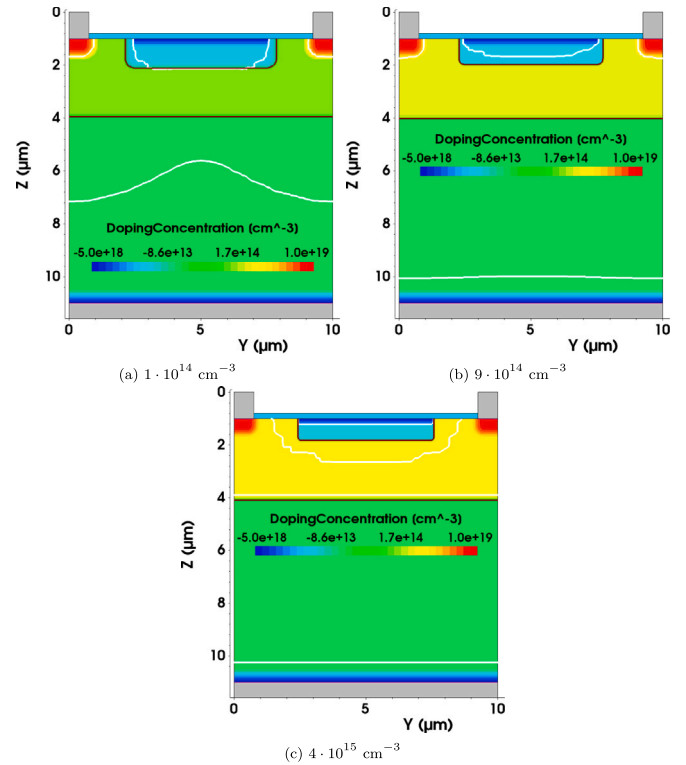 0
2
4
6
8
10
Z (µm)
DopingConcentration (cm^-3)
-5.0e+18 -8.6e+13 1.7e+14 1.0e+19
0 5 10
Y (µm)
(a) 1 · 10^14 cm^−3
0
2
4
6
8
10
Z (µm)
DopingConcentration (cm^-3)
-5.0e+18 -8.6e+13 1.7e+14 1.0e+19
0 5 10
Y (µm)
(b) 9 · 10^14 cm^−3
0
2
4
6
8
10
Z (µm)
DopingConcentration (cm^-3)
-5.0e+18 -8.6e+13 1.7e+14 1.0e+19
0 5 10
Y (µm)
(c) 4 · 10^15 cm^−3